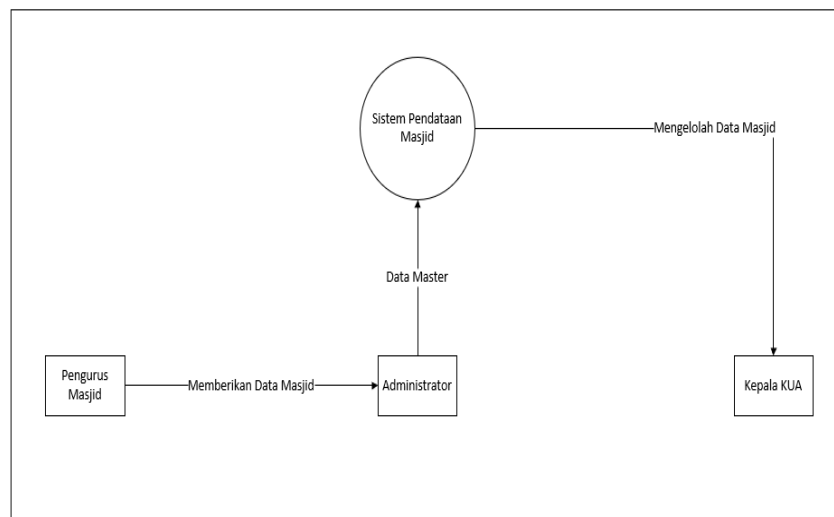 Sistem Pendataan
Masjid
Mengelolah Data Masjid
Data Master
Pengurus
Masjid
Memberikan Data Masjid
Administrator
Kepala KUA